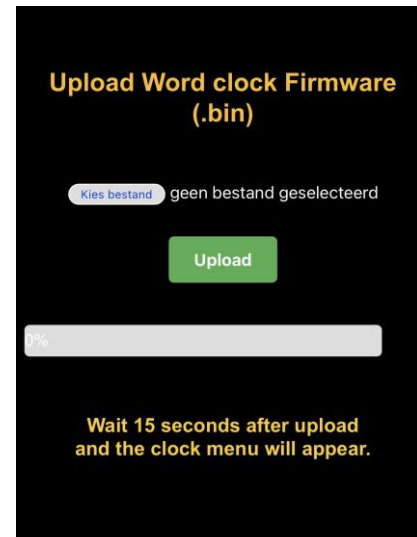 Upload Word clock Firmware
(.bin)
Kies bestand geen bestand geselecteerd
Upload
0%
Wait 15 seconds after upload
and the clock menu will appear.